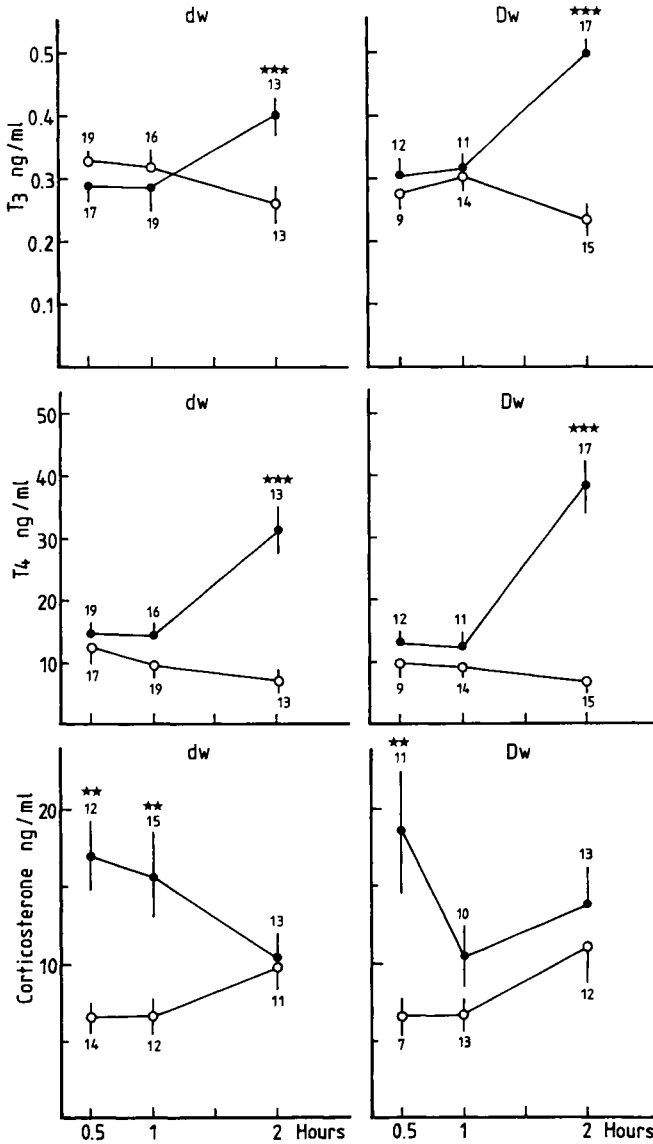 dw Dw
T3 ng/ml
0.5
0.4
0.3
0.2
0.1
★★★
13
19 16
17 19 13
★★★
17
12 11
9 14 15
dw Dw
T4 ng/ml
50
40
30
20
10
★★★
13
19 16
17 19 13
★★★
17
12 11
9 14 15
dw Dw
Corticosterone ng/ml
20
10
★★ ★★
12 15 13
14 12 11
★★
11 10 13
7 13 12
0.5 1 2 Hours 0.5 1 2 Hours